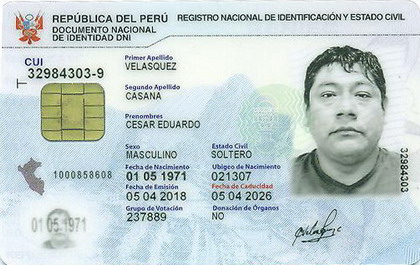 REPÚBLICA DEL PERÚ
DOCUMENTO NACIONAL
DE IDENTIDAD DNI
REGISTRO NACIONAL DE IDENTIFICACIÓN Y ESTADO CIVIL
CUI
32984303-9
Primer Apellido
VELASQUEZ
Segundo Apellido
CASANA
Prenombres
CESAR EDUARDO
Sexo Estado Civil
MASCULINO SOLTERO
Fecha de Nacimiento Ubigeo de Nacimiento
01 05 1971 021307
Fecha de Emisión Fecha de Caducidad
05 04 2018 05 04 2026
Grupo de Votación Donación de Órganos
237889 NO
1000858608
01 05 1971
32984303